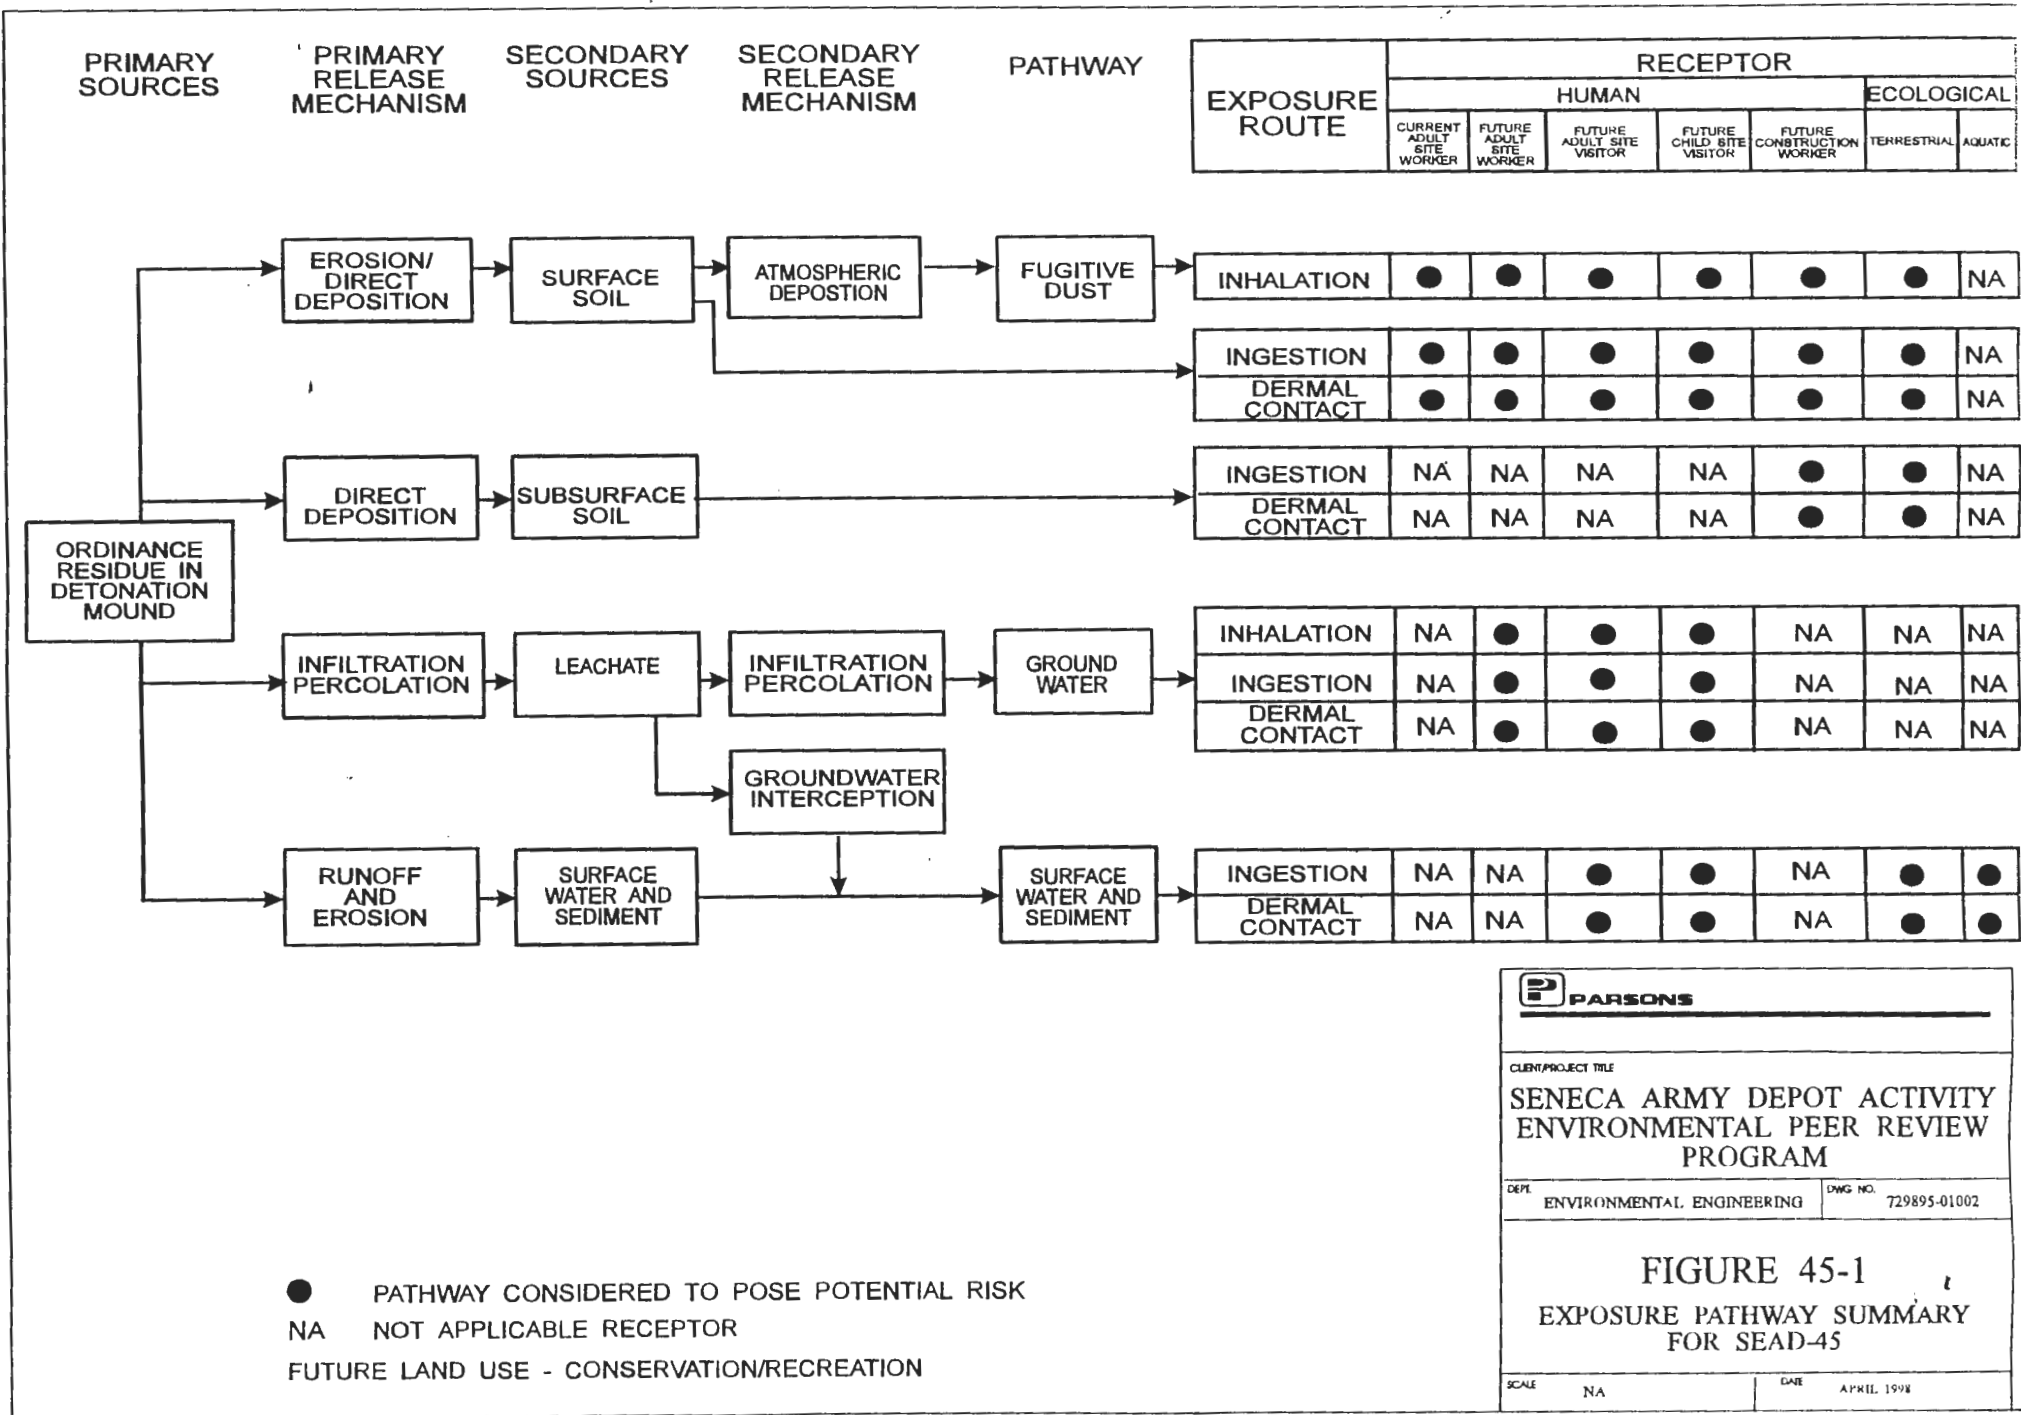 PRIMARY
SOURCES
PRIMARY
RELEASE
MECHANISM
SECONDARY
SOURCES
SECONDARY
RELEASE
MECHANISM
PATHWAY
EXPOSURE
ROUTE
RECEPTOR
HUMAN
ECOLOGICAL
CURRENT
ADULT
SITE
WORKER
FUTURE
ADULT
SITE
WORKER
FUTURE
ADULT SITE
VISITOR
FUTURE
CHILD SITE
VISITOR
FUTURE
CONSTRUCTION
WORKER
TERRESTRIAL
AQUATIC
ORDINANCE
RESIDUE IN
DETONATION
MOUND
EROSION/
DIRECT
DEPOSITION
SURFACE
SOIL
ATMOSPHERIC
DEPOSTION
FUGITIVE
DUST
INHALATION NA
INGESTION NA
DERMAL
CONTACT NA
DIRECT
DEPOSITION
SUBSURFACE
SOIL
INGESTION NA NA NA NA NA
DERMAL
CONTACT NA NA NA NA NA
INFILTRATION
PERCOLATION
LEACHATE
INFILTRATION
PERCOLATION
GROUND
WATER
INHALATION NA NA NA NA
INGESTION NA NA NA NA
DERMAL
CONTACT NA NA NA NA
GROUNDWATER
INTERCEPTION
RUNOFF
AND
EROSION
SURFACE
WATER AND
SEDIMENT
SURFACE
WATER AND
SEDIMENT
INGESTION NA NA NA
DERMAL
CONTACT NA NA NA
PATHWAY CONSIDERED TO POSE POTENTIAL RISK
NA NOT APPLICABLE RECEPTOR
FUTURE LAND USE - CONSERVATION/RECREATION
P PARSONS
CLIENT/PROJECT TITLE
SENECA ARMY DEPOT ACTIVITY
ENVIRONMENTAL PEER REVIEW
PROGRAM
DEPT. ENVIRONMENTAL ENGINEERING
DWG NO. 729895-01002
FIGURE 45-1
EXPOSURE PATHWAY SUMMARY
FOR SEAD-45
SCALE NA
DATE APRIL 1998